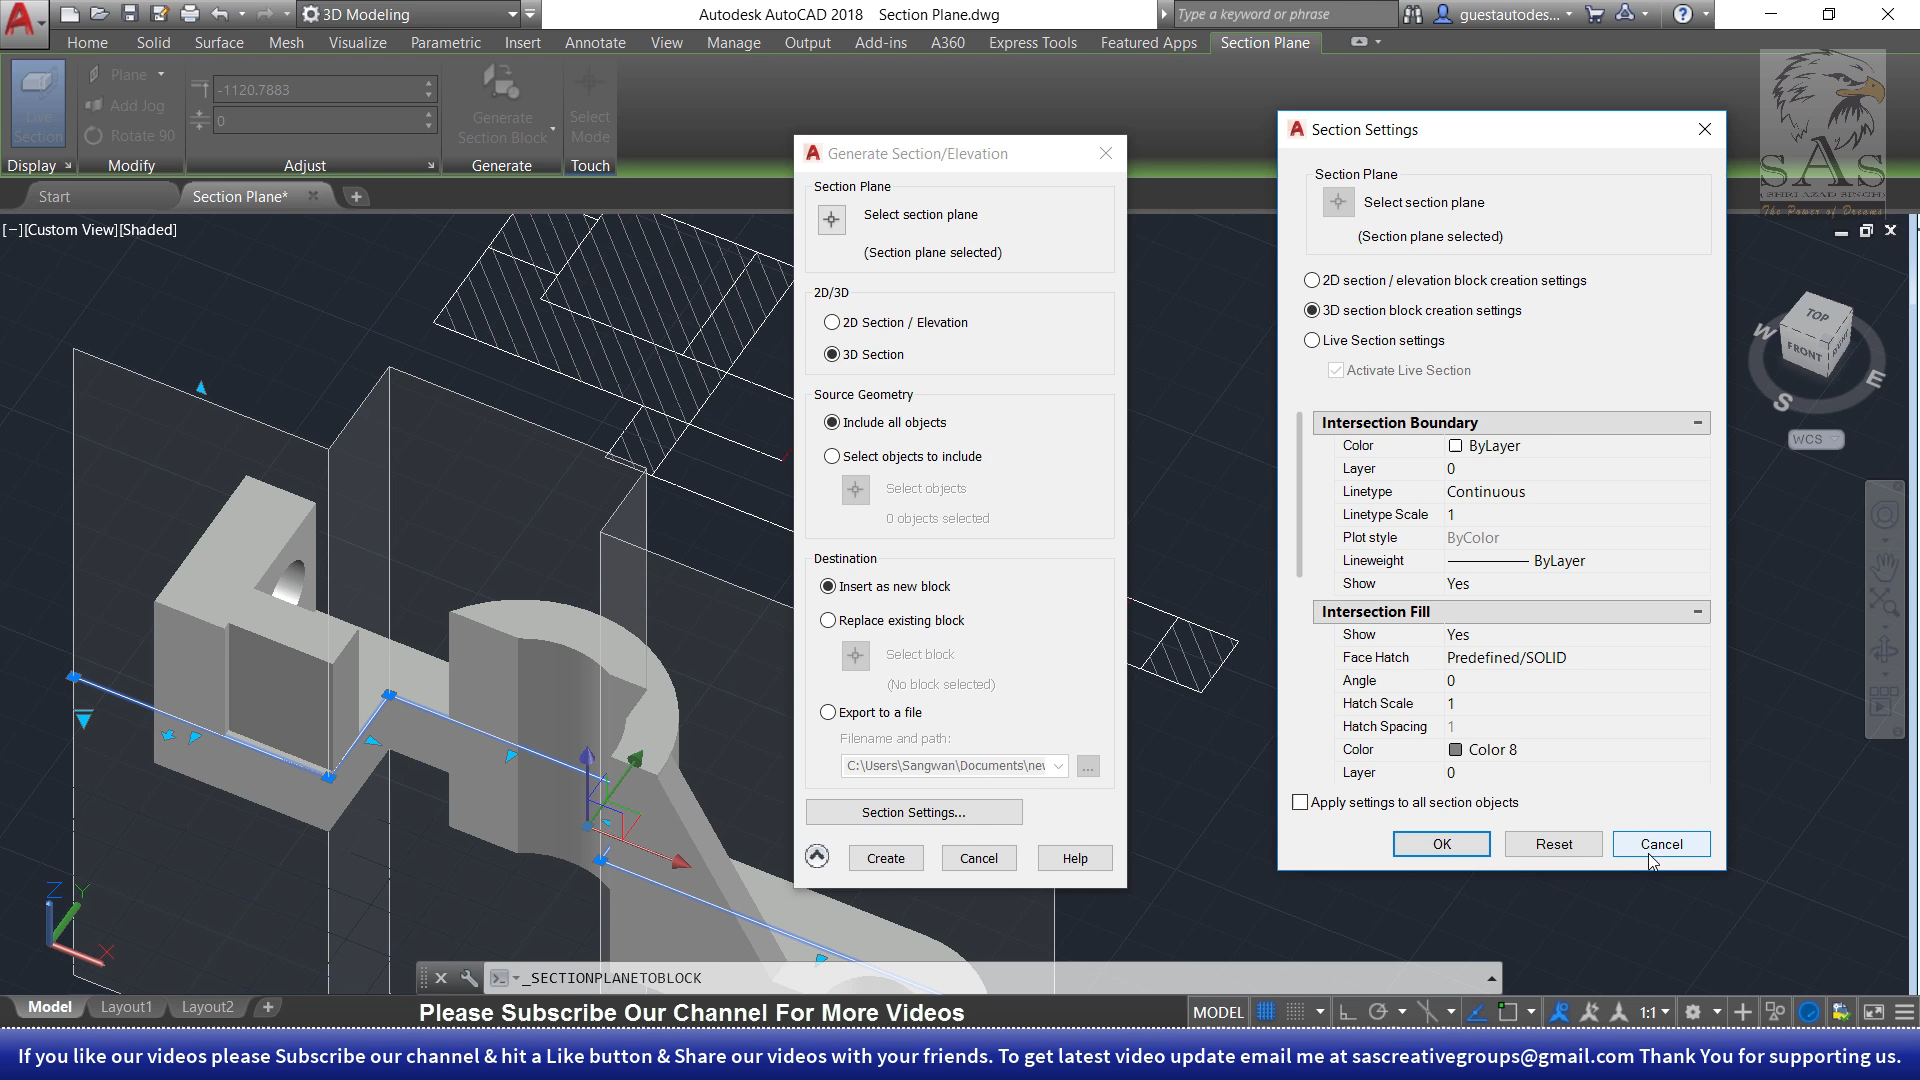 3D Modeling
Autodesk AutoCAD 2018 Section Plane.dwg
Type a keyword or phrase
guestautodes...
Home Solid Surface Mesh Visualize Parametric Insert Annotate View Manage Output Add-ins A360 Express Tools Featured Apps Section Plane
Live Section
Plane
Add Jog
Rotate 90
-1120.7883
0
Generate
Section Block
Select
Mode
Display Modify Adjust Generate Touch
Start Section Plane*
[−][Custom View][Shaded]
SAS
The Power of Dreams
Generate Section/Elevation
Section Plane
Select section plane
(Section plane selected)
2D/3D
2D Section / Elevation
3D Section
Source Geometry
Include all objects
Select objects to include
Select objects
0 objects selected
Destination
Insert as new block
Replace existing block
Select block
(No block selected)
Export to a file
Filename and path:
C:\Users\Sangwan\Documents\nev
...
Section Settings...
Create Cancel Help
Section Settings
Section Plane
Select section plane
(Section plane selected)
2D section / elevation block creation settings
3D section block creation settings
Live Section settings
Activate Live Section
Intersection Boundary
Color ByLayer
Layer 0
Linetype Continuous
Linetype Scale 1
Plot style ByColor
Lineweight ByLayer
Show Yes
Intersection Fill
Show Yes
Face Hatch Predefined/SOLID
Angle 0
Hatch Scale 1
Hatch Spacing 1
Color Color 8
Layer 0
Apply settings to all section objects
OK Reset Cancel
TOP
FRONT
W
S
E
WCS
Z Y
X
_SECTIONPLANETOBLOCK
Model Layout1 Layout2 +
Please Subscribe Our Channel For More Videos
MODEL 1:1
If you like our videos please Subscribe our channel & hit a Like button & Share our videos with your friends. To get latest video update email me at sascreativegroups@gmail.com Thank You for supporting us.